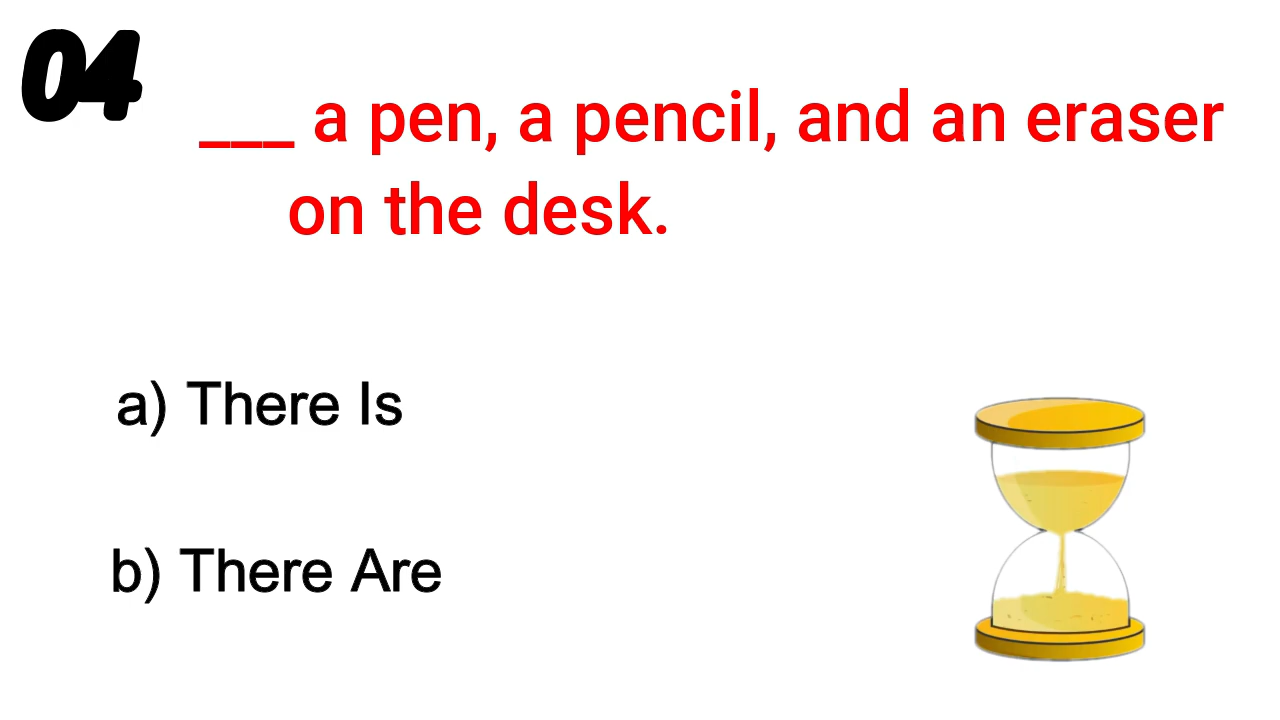 04
___ a pen, a pencil, and an eraser
on the desk.
a) There Is
b) There Are